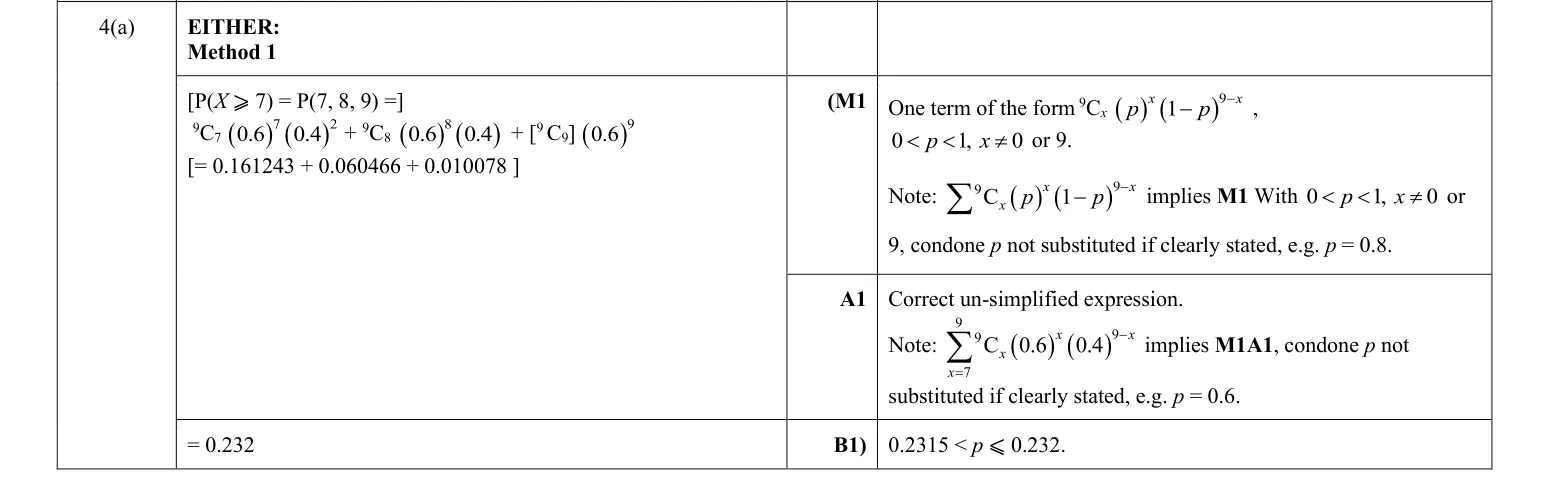 4(a)
EITHER:
Method 1
[P(X ⩾ 7) = P(7, 8, 9) =]
⁹C₇ (0.6)⁷ (0.4)² + ⁹C₈ (0.6)⁸ (0.4) + [⁹C₉] (0.6)⁹
[= 0.161243 + 0.060466 + 0.010078 ]
(M1
One term of the form ⁹Cₓ (p)ˣ (1− p)⁹⁻ˣ ,
0 < p < 1, x ≠ 0 or 9.
Note: ∑ ⁹Cₓ (p)ˣ (1− p)⁹⁻ˣ implies M1 With 0 < p < 1, x ≠ 0 or
9, condone p not substituted if clearly stated, e.g. p = 0.8.
A1
Correct un-simplified expression.
9
Note: ∑ ⁹Cₓ (0.6)ˣ (0.4)⁹⁻ˣ implies M1A1, condone p not
x=7
substituted if clearly stated, e.g. p = 0.6.
= 0.232
B1)
0.2315 < p ⩽ 0.232.